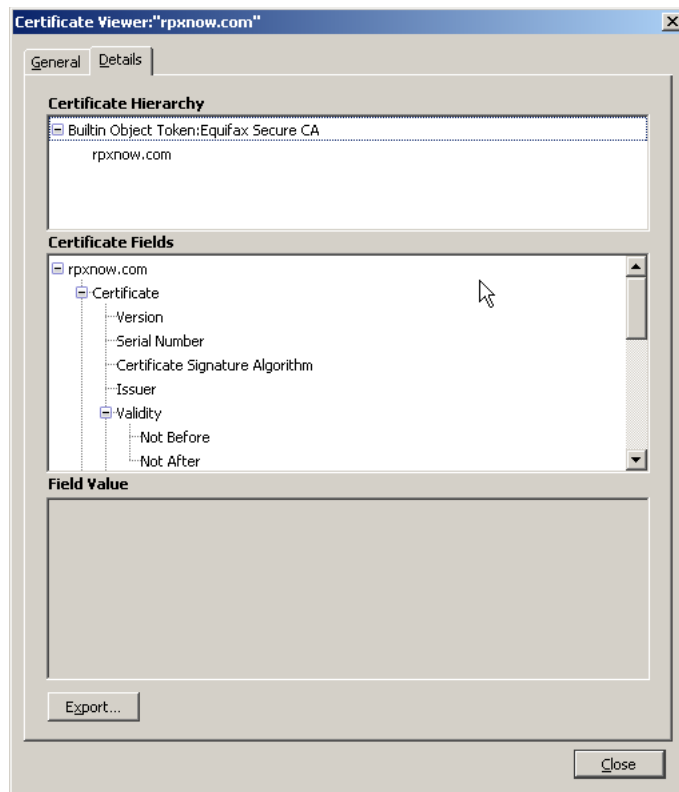 Certificate Viewer:"rpxnow.com"
General Details
Certificate Hierarchy
Builtin Object Token:Equifax Secure CA
rpxnow.com
Certificate Fields
rpxnow.com
Certificate
Version
Serial Number
Certificate Signature Algorithm
Issuer
Validity
Not Before
Not After
Field Value
Export...
Close